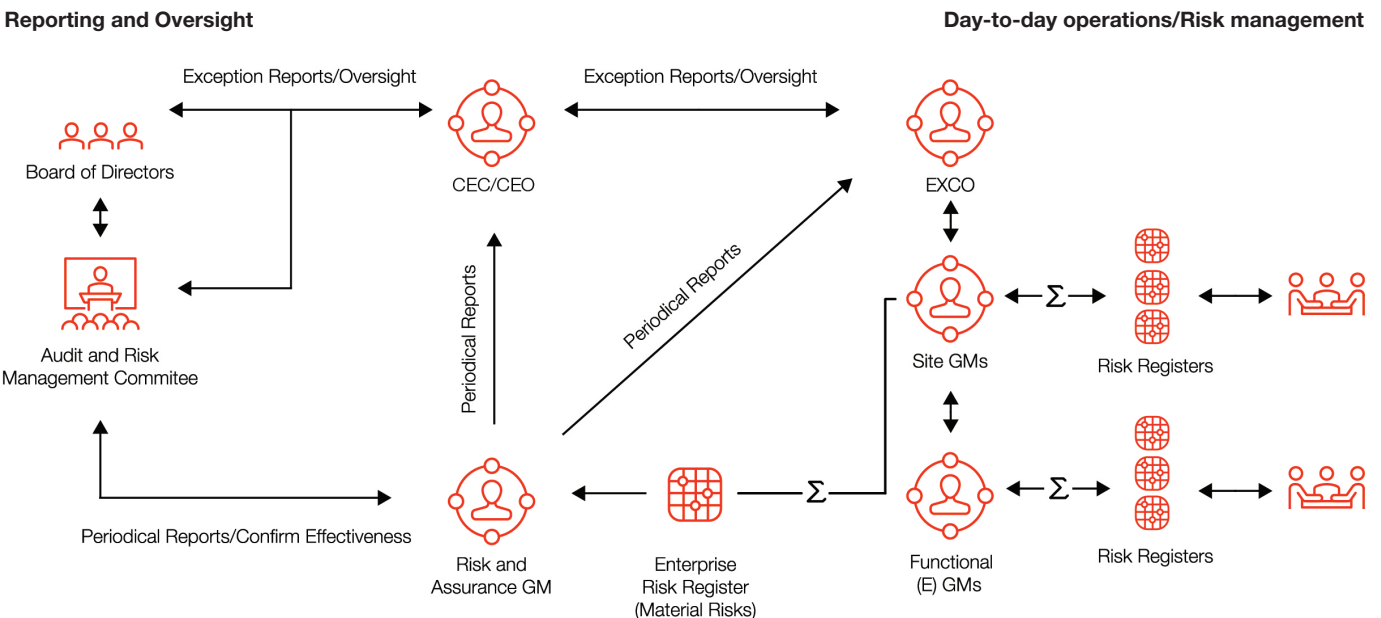 Reporting and Oversight
Day-to-day operations/Risk management
Exception Reports/Oversight
Exception Reports/Oversight
Board of Directors
CEC/CEO
EXCO
Periodical Reports
Periodical Reports
Σ
Audit and Risk
Management Commitee
Site GMs
Risk Registers
Σ
Σ
Periodical Reports/Confirm Effectiveness
Risk and
Assurance GM
Enterprise
Risk Register
(Material Risks)
Functional
(E) GMs
Risk Registers